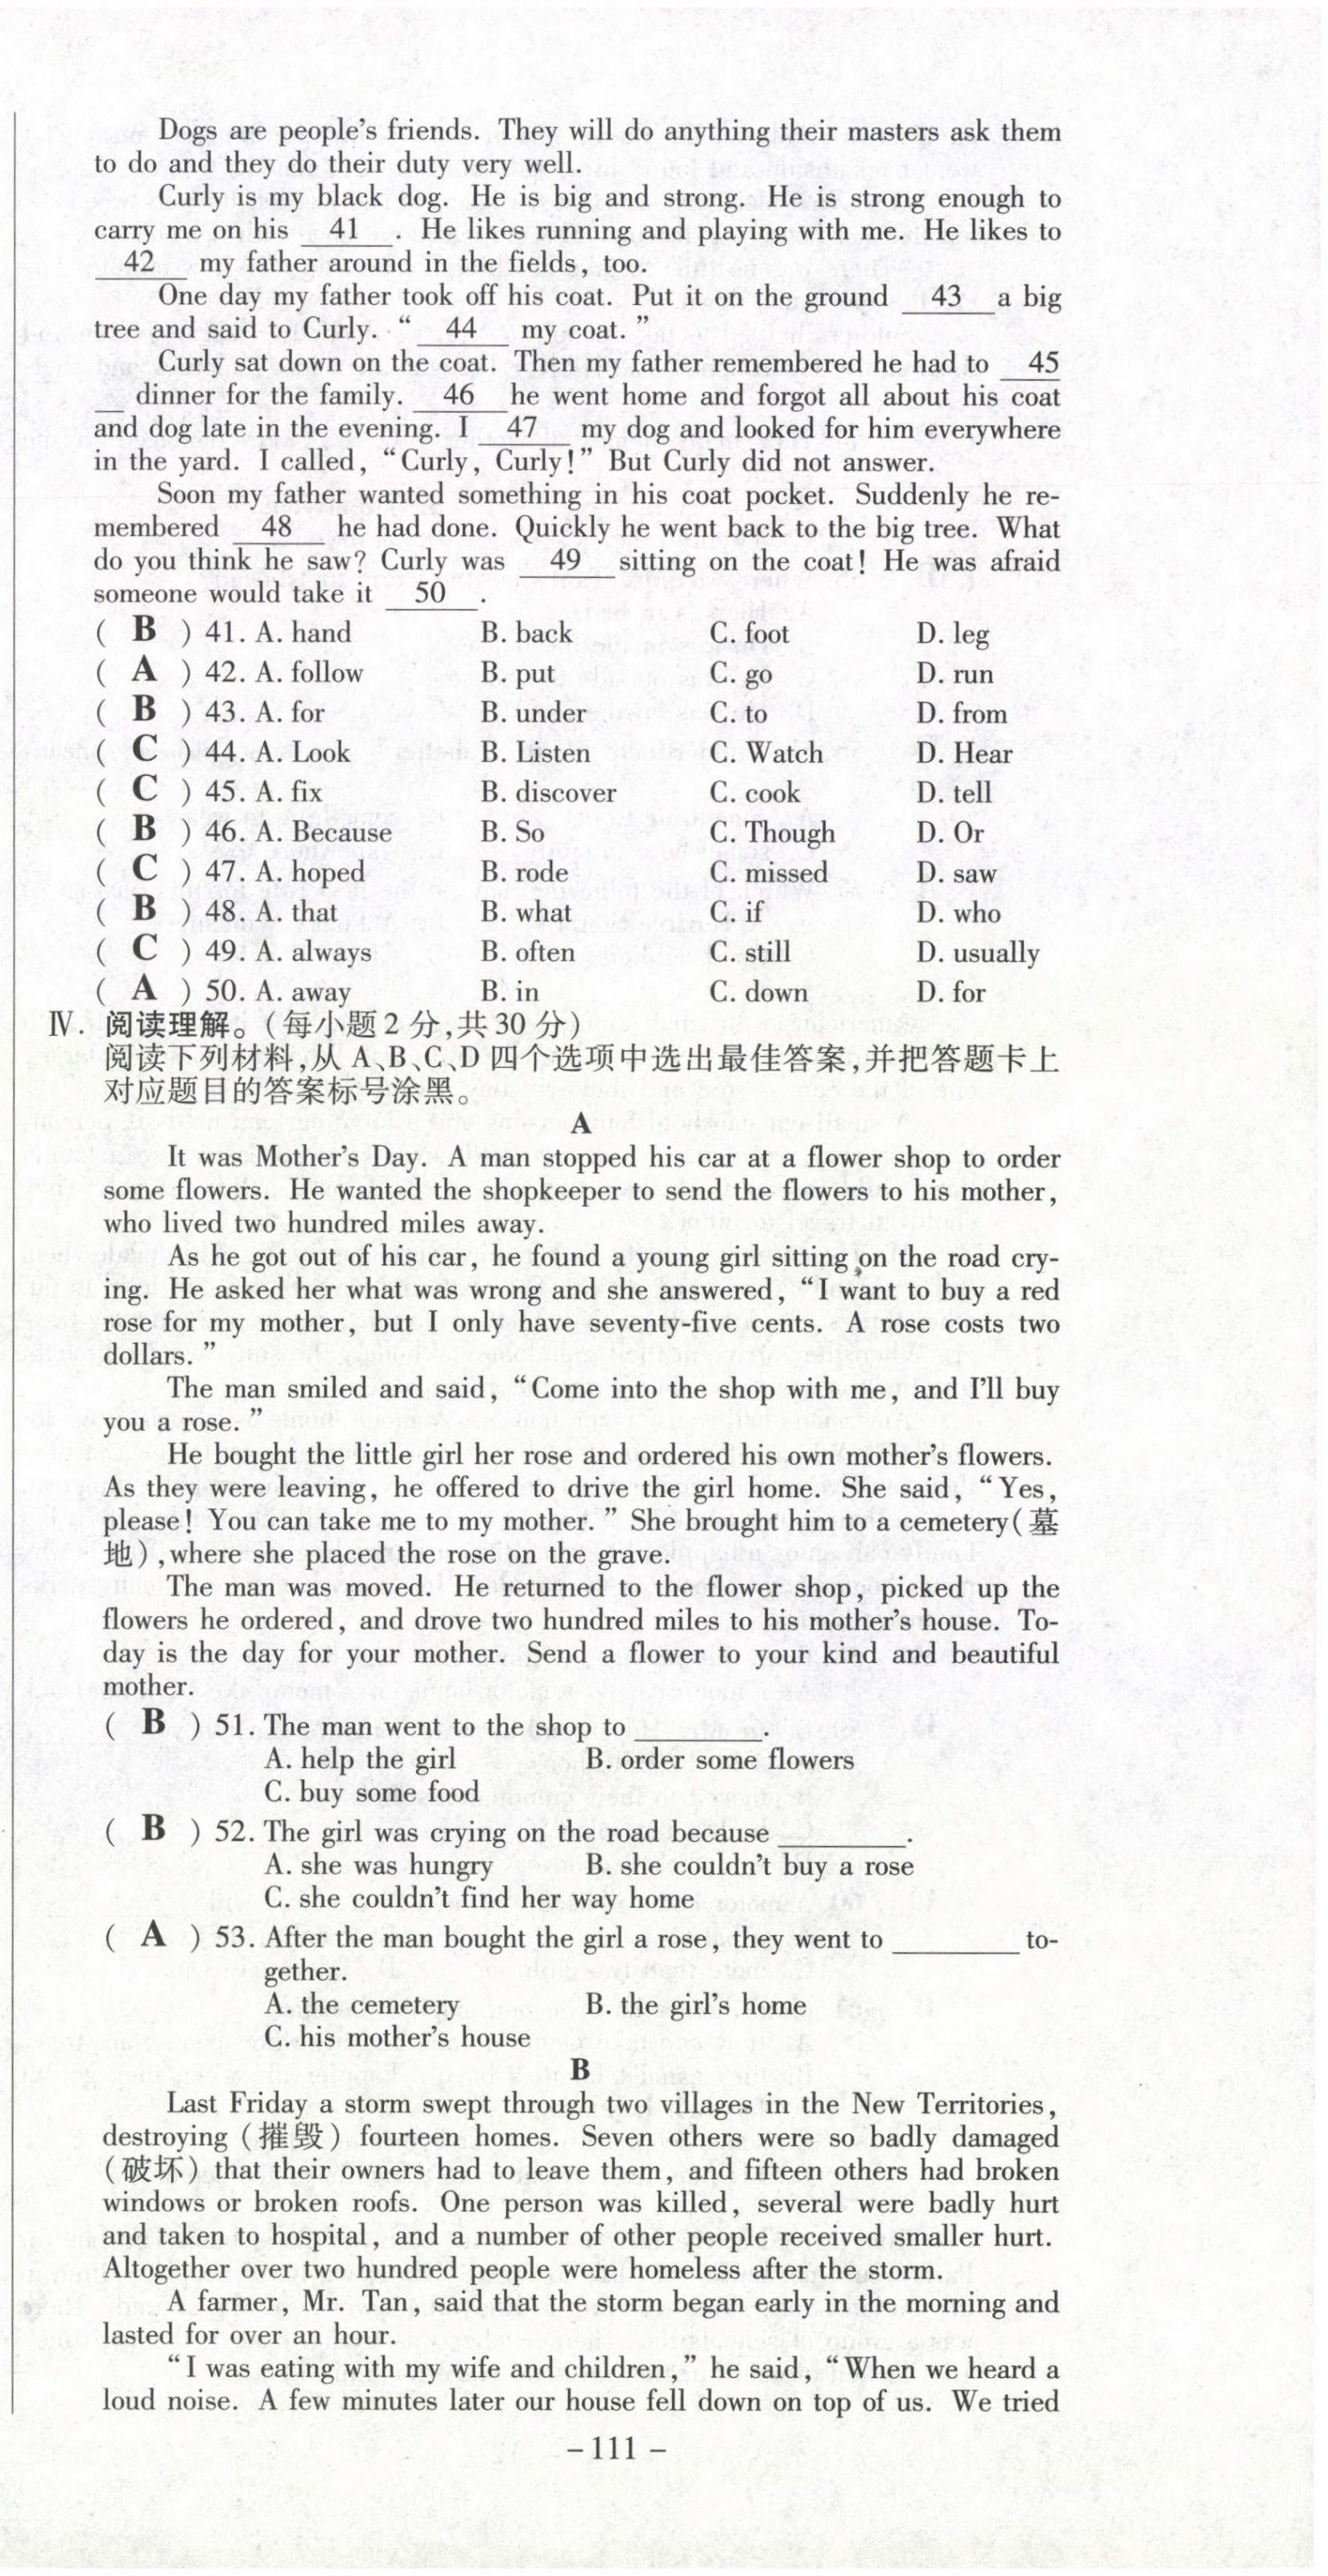 Dogs are people's friends. They will do anything their masters ask them
to do and they do their duty very well.
Curly is my black dog. He is big and strong. He is strong enough to
carry me on his 41 . He likes running and playing with me. He likes to
42 my father around in the fields, too.
One day my father took off his coat. Put it on the ground 43 a big
tree and said to Curly. “ 44 my coat.”
Curly sat down on the coat. Then my father remembered he had to 45
dinner for the family. 46 he went home and forgot all about his coat
and dog late in the evening. I 47 my dog and looked for him everywhere
in the yard. I called, “Curly, Curly!” But Curly did not answer.
Soon my father wanted something in his coat pocket. Suddenly he re-
membered 48 he had done. Quickly he went back to the big tree. What
do you think he saw? Curly was 49 sitting on the coat! He was afraid
someone would take it 50 .
( B ) 41. A. hand B. back C. foot D. leg
( A ) 42. A. follow B. put C. go D. run
( B ) 43. A. for B. under C. to D. from
( C ) 44. A. Look B. Listen C. Watch D. Hear
( C ) 45. A. fix B. discover C. cook D. tell
( B ) 46. A. Because B. So C. Though D. Or
( C ) 47. A. hoped B. rode C. missed D. saw
( B ) 48. A. that B. what C. if D. who
( C ) 49. A. always B. often C. still D. usually
( A ) 50. A. away B. in C. down D. for
Ⅳ. 阅读理解。(每小题2分,共30分)
阅读下列材料,从A、B、C、D四个选项中选出最佳答案,并把答题卡上
对应题目的答案标号涂黑。
A
It was Mother's Day. A man stopped his car at a flower shop to order
some flowers. He wanted the shopkeeper to send the flowers to his mother,
who lived two hundred miles away.
As he got out of his car, he found a young girl sitting on the road cry-
ing. He asked her what was wrong and she answered, “I want to buy a red
rose for my mother, but I only have seventy-five cents. A rose costs two
dollars.”
The man smiled and said, “Come into the shop with me, and I'll buy
you a rose.”
He bought the little girl her rose and ordered his own mother's flowers.
As they were leaving, he offered to drive the girl home. She said, “Yes,
please! You can take me to my mother.” She brought him to a cemetery(墓
地),where she placed the rose on the grave.
The man was moved. He returned to the flower shop, picked up the
flowers he ordered, and drove two hundred miles to his mother's house. To-
day is the day for your mother. Send a flower to your kind and beautiful
mother.
( B ) 51. The man went to the shop to ________.
A. help the girl B. order some flowers
C. buy some food
( B ) 52. The girl was crying on the road because ________.
A. she was hungry B. she couldn't buy a rose
C. she couldn't find her way home
( A ) 53. After the man bought the girl a rose, they went to ________ to-
gether.
A. the cemetery B. the girl's home
C. his mother's house
B
Last Friday a storm swept through two villages in the New Territories,
destroying (摧毁) fourteen homes. Seven others were so badly damaged
(破坏) that their owners had to leave them, and fifteen others had broken
windows or broken roofs. One person was killed, several were badly hurt
and taken to hospital, and a number of other people received smaller hurt.
Altogether over two hundred people were homeless after the storm.
A farmer, Mr. Tan, said that the storm began early in the morning and
lasted for over an hour.
“I was eating with my wife and children,” he said, “When we heard a
loud noise. A few minutes later our house fell down on top of us. We tried
– 111 –